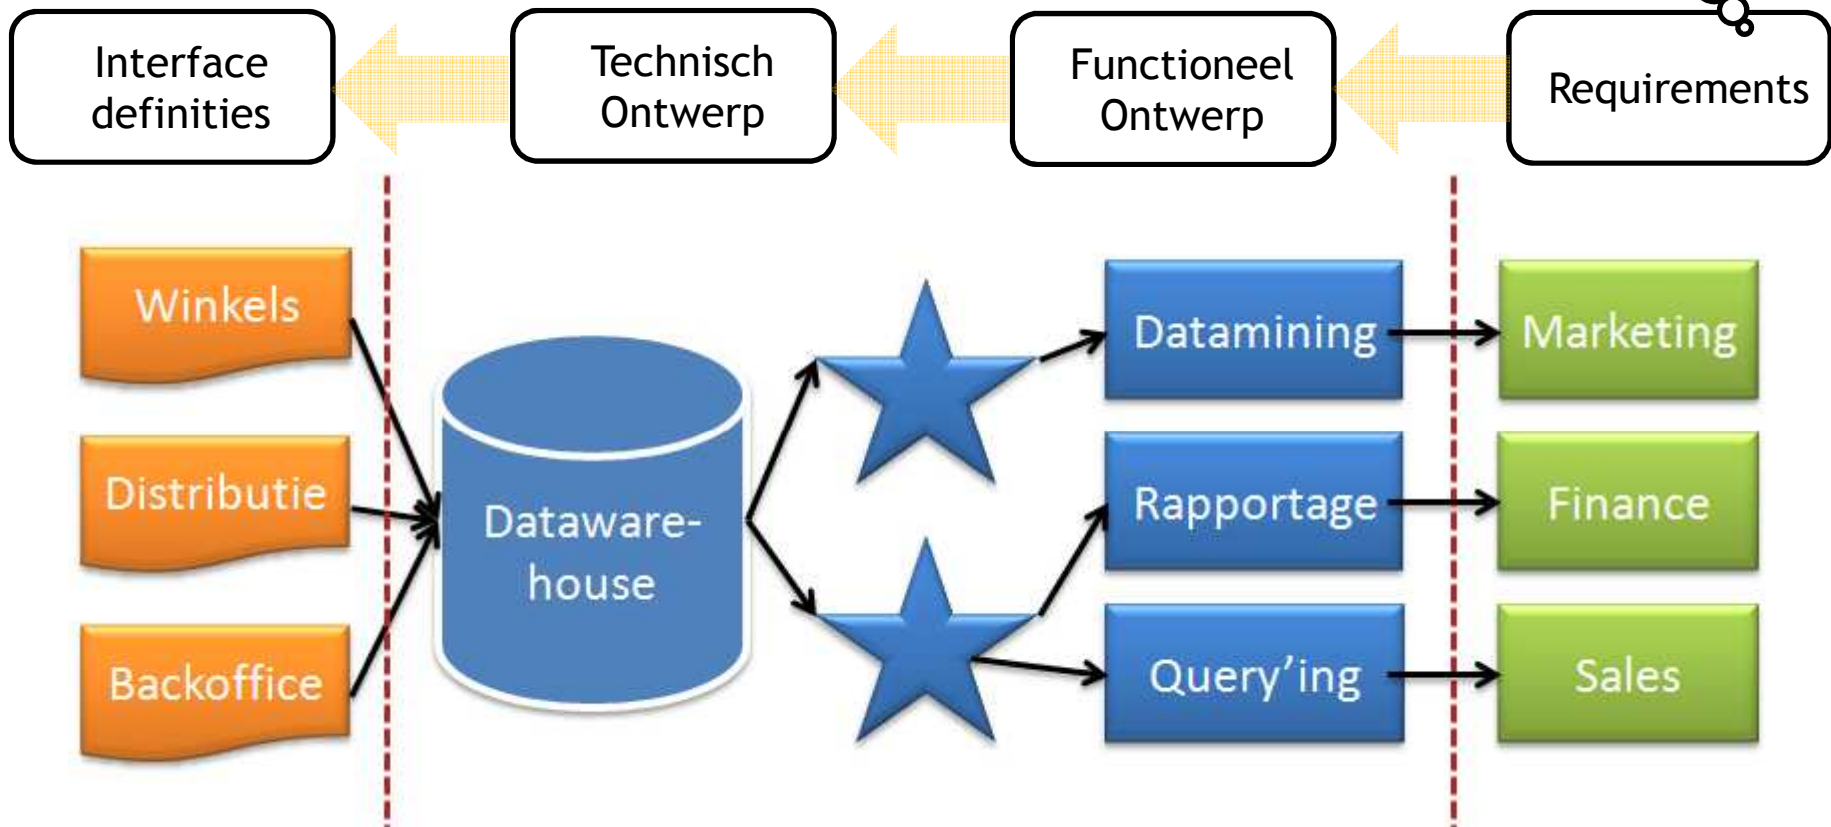 Interface
definities
Technisch
Ontwerp
Functioneel
Ontwerp
Requirements
Winkels
Distributie
Backoffice
Dataware-
house
Datamining
Rapportage
Query’ing
Marketing
Finance
Sales